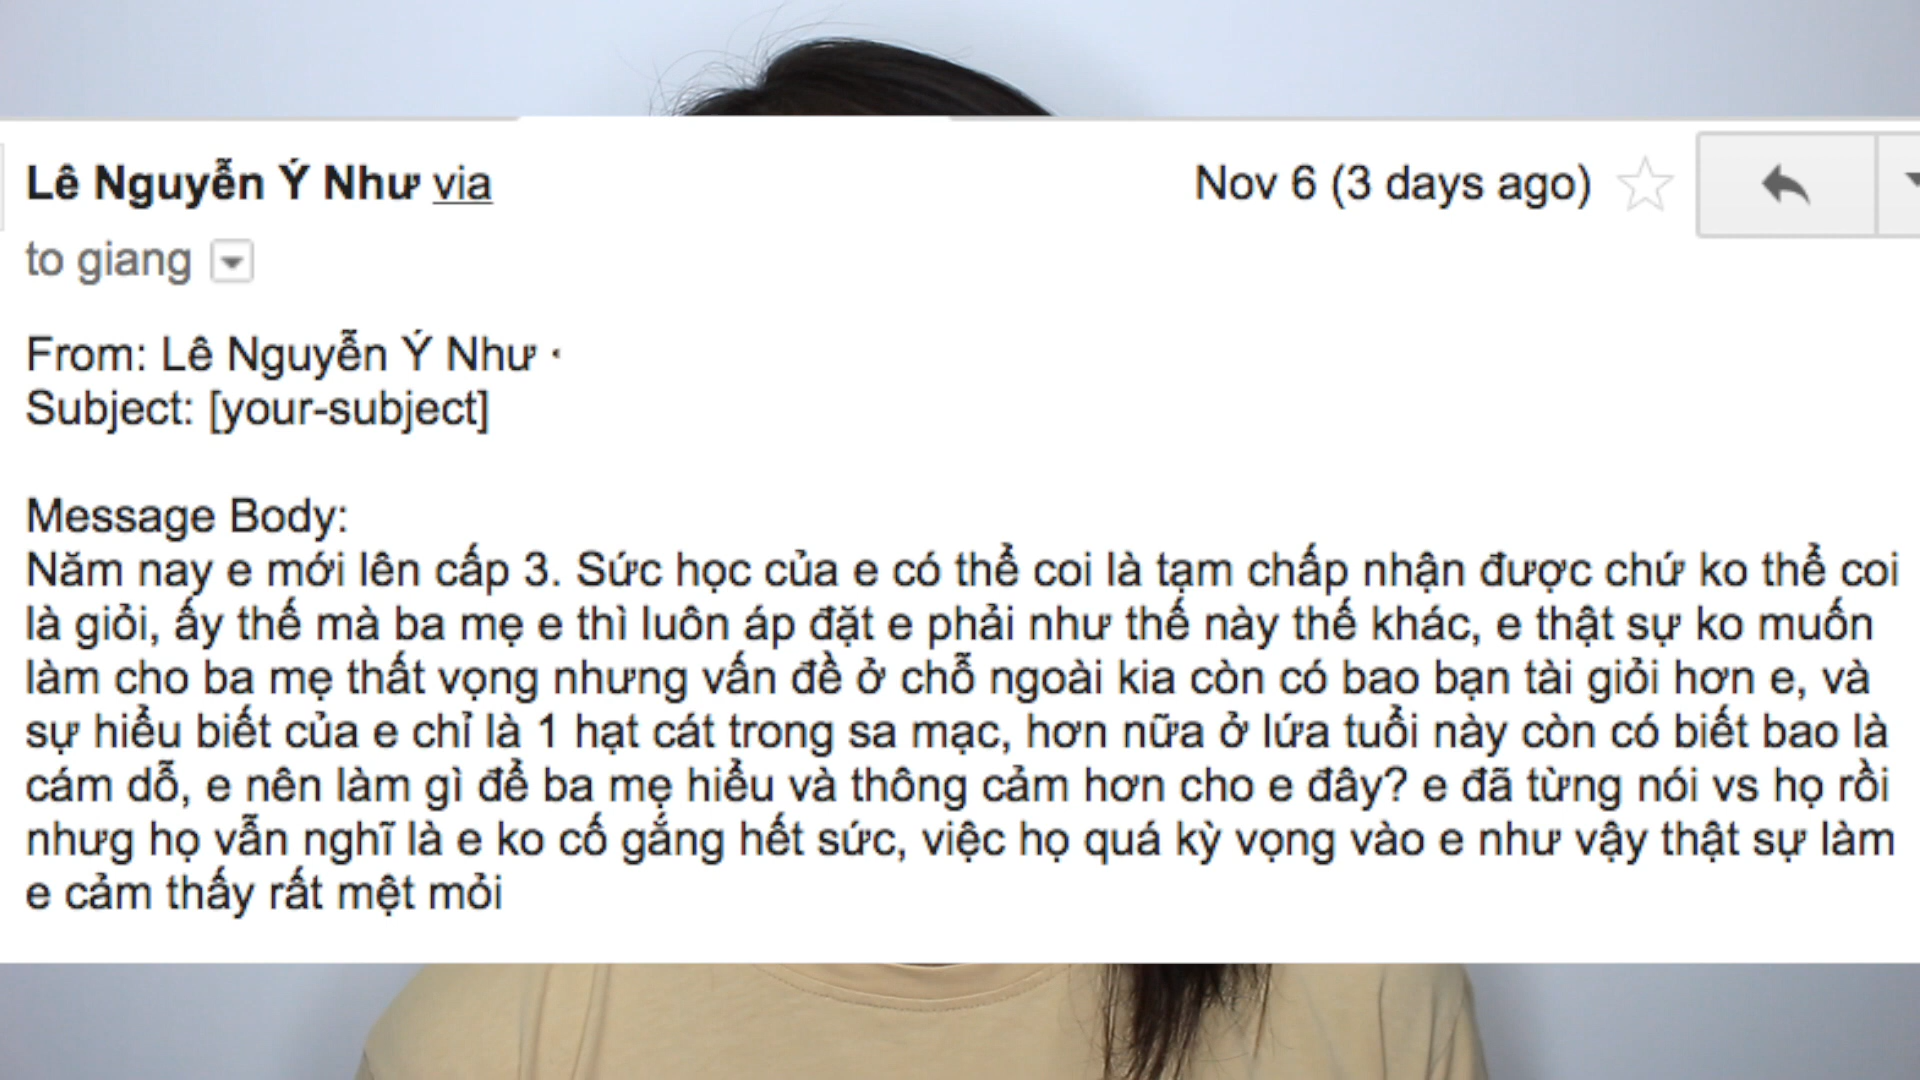 Lê Nguyễn Ý Như via
Nov 6 (3 days ago)
to giang
From: Lê Nguyễn Ý Như
Subject: [your-subject]
Message Body:
Năm nay e mới lên cấp 3. Sức học của e có thể coi là tạm chấp nhận được chứ ko thể coi
là giỏi, ấy thế mà ba mẹ e thì luôn áp đặt e phải như thế này thế khác, e thật sự ko muốn
làm cho ba mẹ thất vọng nhưng vấn đề ở chỗ ngoài kia còn có bao bạn tài giỏi hơn e, và
sự hiểu biết của e chỉ là 1 hạt cát trong sa mạc, hơn nữa ở lứa tuổi này còn có biết bao là
cám dỗ, e nên làm gì để ba mẹ hiểu và thông cảm hơn cho e đây? e đã từng nói vs họ rồi
nhưg họ vẫn nghĩ là e ko cố gắng hết sức, việc họ quá kỳ vọng vào e như vậy thật sự làm
e cảm thấy rất mệt mỏi